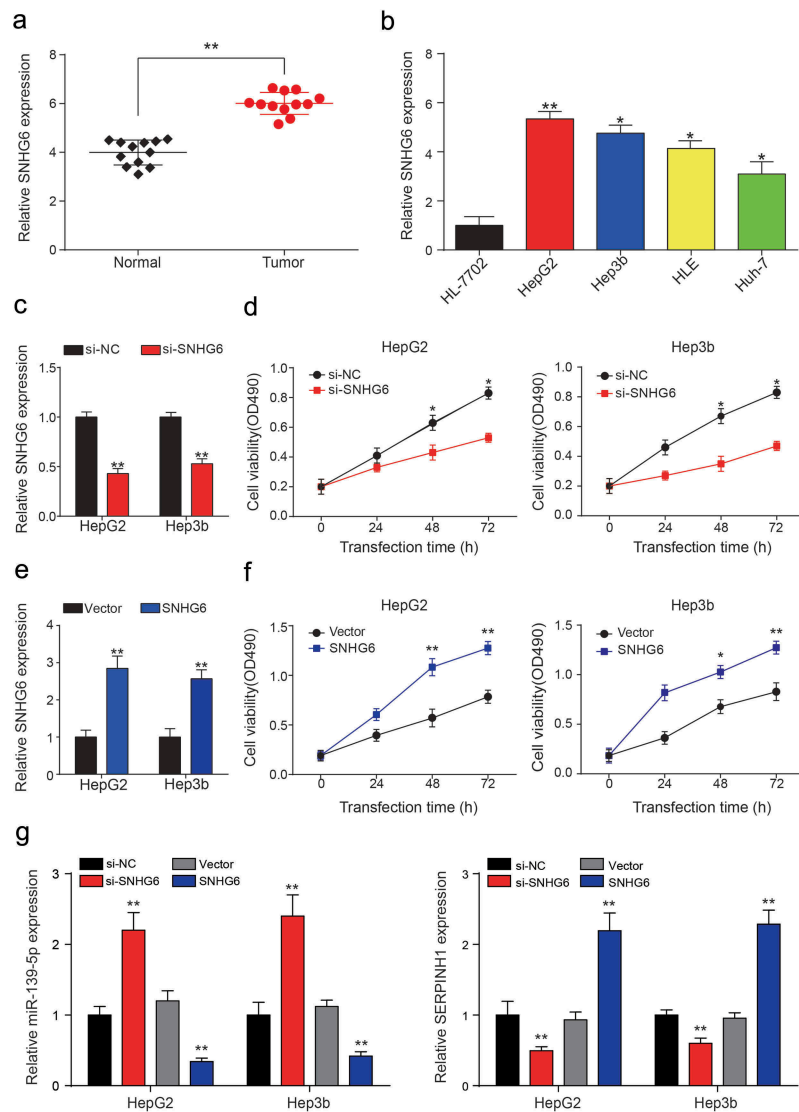 a
**
Relative SNHG6 expression
8
6
4
2
0
Normal
Tumor
b
Relative SNHG6 expression
8
6
4
2
0
**
*
*
*
HL-7702
HepG2
Hep3b
HLE
Huh-7
c
si-NC
si-SNHG6
Relative SNHG6 expression
1.5
1.0
0.5
0.0
**
**
HepG2
Hep3b
d
HepG2
si-NC
si-SNHG6
Cell viability(OD490)
1.0
0.8
0.6
0.4
0.2
0.0
*
*
0 24 48 72
Transfection time (h)
Hep3b
si-NC
si-SNHG6
Cell viability(OD490)
1.0
0.8
0.6
0.4
0.2
0.0
*
*
0 24 48 72
Transfection time (h)
e
Vector
SNHG6
Relative SNHG6 expression
4
3
2
1
0
**
**
HepG2
Hep3b
f
HepG2
Vector
SNHG6
Cell viability(OD490)
1.5
1.0
0.5
0.0
**
**
0 24 48 72
Transfection time (h)
Hep3b
Vector
SNHG6
Cell viability(OD490)
1.5
1.0
0.5
0.0
*
**
0 24 48 72
Transfection time (h)
g
si-NC
Vector
si-SNHG6
SNHG6
Relative miR-139-5p expression
3
2
1
0
**
**
**
**
HepG2
Hep3b
si-NC
Vector
si-SNHG6
SNHG6
Relative SERPINH1
expression
3
2
1
0
**
**
**
**
HepG2
Hep3b